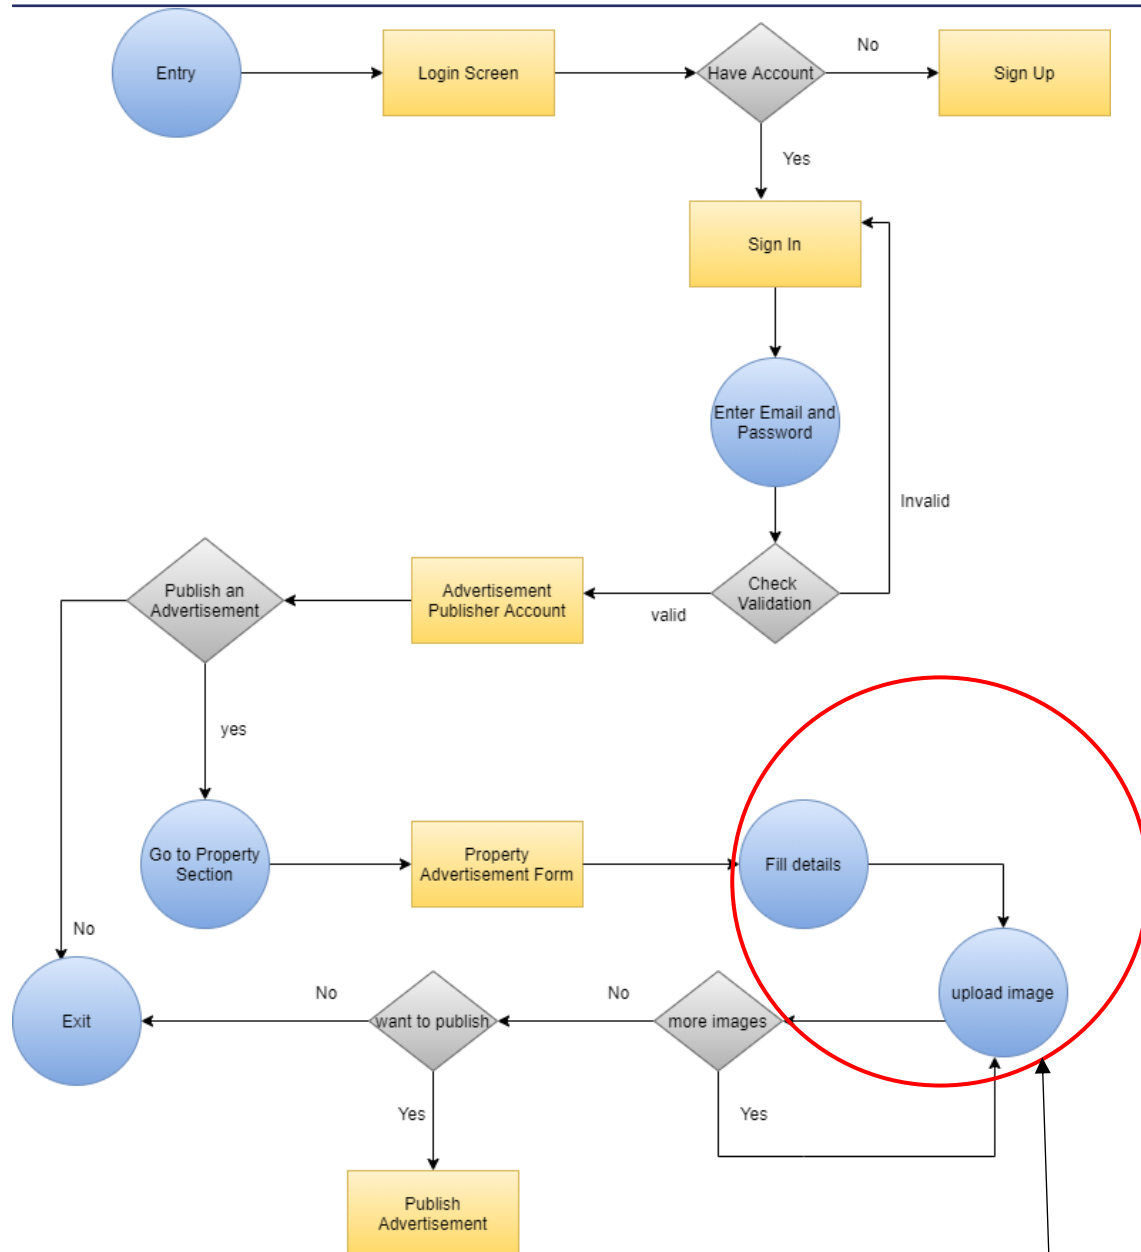 Entry
Login Screen
Have Account
No
Sign Up
Yes
Sign In
Enter Email and
Password
Invalid
Check
Validation
valid
Advertisement
Publisher Account
Publish an
Advertisement
yes
No
Go to Property
Section
Property
Advertisement Form
Fill details
upload image
more images
No
Yes
want to publish
No
Yes
Exit
Publish
Advertisement